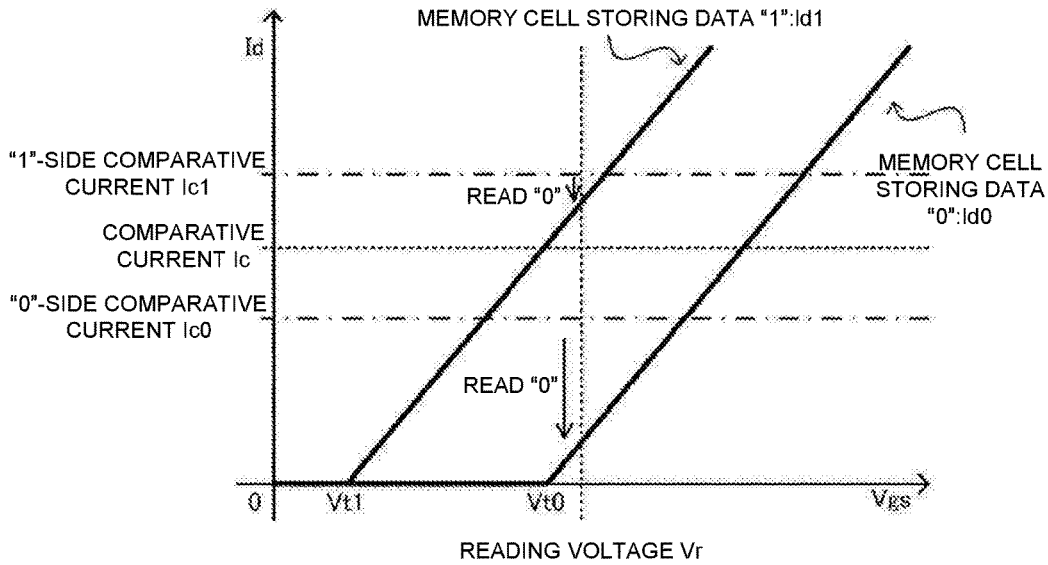 MEMORY CELL STORING DATA "1":Id1
Id
"1"-SIDE COMPARATIVE
CURRENT Ic1
READ "0"
MEMORY CELL
STORING DATA
"0":Id0
COMPARATIVE
CURRENT Ic
"0"-SIDE COMPARATIVE
CURRENT Ic0
READ "0"
0
Vt1
Vt0
Vgs
READING VOLTAGE Vr